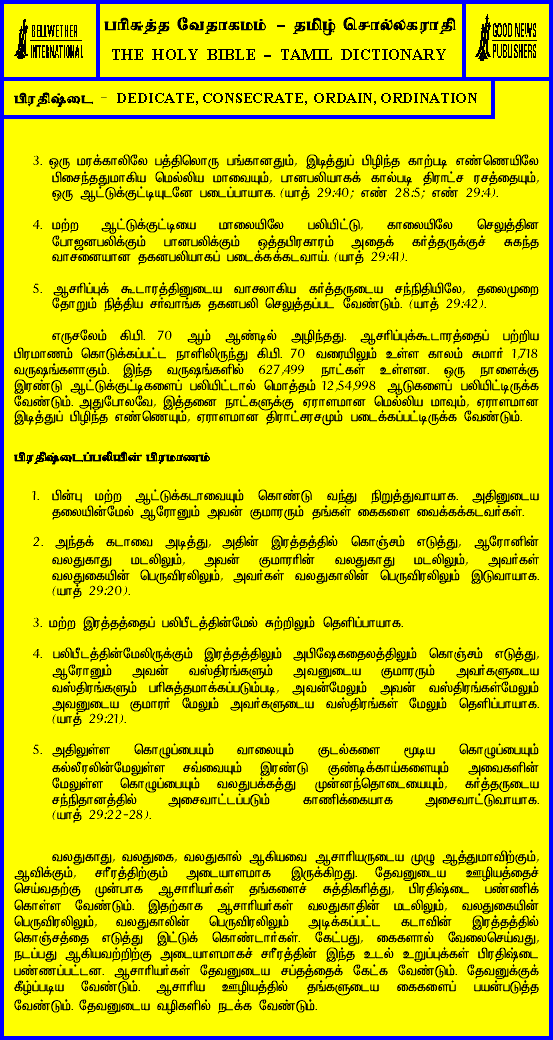 BELLWETHER
INTERNATIONAL
பரிசுத்த வேதாகமம் - தமிழ் சொல்லகராதி
THE HOLY BIBLE - TAMIL DICTIONARY
GOOD NEWS
PUBLISHERS
பிரதிஷ்டை - DEDICATE, CONSECRATE, ORDAIN, ORDINATION
3. ஒரு மரக்காலிலே பத்திலொரு பங்கானதும், இடித்துப் பிழிந்த காற்படி எண்ணெயிலே
பிசைந்ததுமாகிய மெல்லிய மாவையும், பானபலியாகக் கால்படி திராட்ச ரசத்தையும்,
ஒரு ஆட்டுக்குட்டியுடனே படைப்பாயாக. (யாத் 29:40; எண் 28:5; எண் 29:4).
4. மற்ற ஆட்டுக்குட்டியை மாலையிலே பலியிட்டு, காலையிலே செலுத்தின
போஜனபலிக்கும் பானபலிக்கும் ஒத்தபிரகாரம் அதைக் கர்த்தருக்குச் சுகந்த
வாசனையான தகனபலியாகப் படைக்கக்கடவாய். (யாத் 29:41).
5. ஆசரிப்புக் கூடாரத்தினுடைய வாசலாகிய கர்த்தருடைய சந்நிதியிலே, தலைமுறை
தோறும் நித்திய சர்வாங்க தகனபலி செலுத்தப்பட வேண்டும். (யாத் 29:42).
எருசலேம் கி.பி. 70 ஆம் ஆண்டில் அழிந்தது. ஆசரிப்புக்கூடாரத்தைப் பற்றிய
பிரமாணம் கொடுக்கப்பட்ட நாளிலிருந்து கி.பி. 70 வரையிலும் உள்ள காலம் சுமார் 1,718
வருஷங்களாகும். இந்த வருஷங்களில் 627,499 நாட்கள் உள்ளன. ஒரு நாளைக்கு
இரண்டு ஆட்டுக்குட்டிகளைப் பலியிட்டால் மொத்தம் 12,54,998 ஆடுகளைப் பலியிட்டிருக்க
வேண்டும். அதுபோலவே, இத்தனை நாட்களுக்கு ஏராளமான மெல்லிய மாவும், ஏராளமான
இடித்துப் பிழிந்த எண்ணெயும், ஏராளமான திராட்சரசமும் படைக்கப்பட்டிருக்க வேண்டும்.
பிரதிஷ்டைப்பலியின் பிரமாணம்
1. பின்பு மற்ற ஆட்டுக்கடாவையும் கொண்டு வந்து நிறுத்துவாயாக. அதினுடைய
தலையின்மேல் ஆரோனும் அவன் குமாரரும் தங்கள் கைகளை வைக்கக்கடவர்கள்.
2. அந்தக் கடாவை அடித்து, அதின் இரத்தத்தில் கொஞ்சம் எடுத்து, ஆரோனின்
வலதுகாது மடலிலும், அவன் குமாரரின் வலதுகாது மடலிலும், அவர்கள்
வலதுகையின் பெருவிரலிலும், அவர்கள் வலதுகாலின் பெருவிரலிலும் இடுவாயாக.
(யாத் 29:20).
3. மற்ற இரத்தத்தைப் பலிபீடத்தின்மேல் சுற்றிலும் தெளிப்பாயாக.
4. பலிபீடத்தின்மேலிருக்கும் இரத்தத்திலும் அபிஷேகதைலத்திலும் கொஞ்சம் எடுத்து,
ஆரோனும் அவன் வஸ்திரங்களும் அவனுடைய குமாரரும் அவர்களுடைய
வஸ்திரங்களும் பரிசுத்தமாக்கப்படும்படி, அவன்மேலும் அவன் வஸ்திரங்கள்மேலும்
அவனுடைய குமாரர் மேலும் அவர்களுடைய வஸ்திரங்கள் மேலும் தெளிப்பாயாக.
(யாத் 29:21).
5. அதிலுள்ள கொழுப்பையும் வாலையும் குடல்களை மூடிய கொழுப்பையும்
கல்லீரலின்மேலுள்ள சவ்வையும் இரண்டு குண்டிக்காய்களையும் அவைகளின்
மேலுள்ள கொழுப்பையும் வலதுபக்கத்து முன்னந்தொடையையும், கர்த்தருடைய
சந்நிதானத்தில் அசைவாட்டப்படும் காணிக்கையாக அசைவாட்டுவாயாக.
(யாத் 29:22-28).
வலதுகாது, வலதுகை, வலதுகால் ஆகியவை ஆசாரியருடைய முழு ஆத்துமாவிற்கும்,
ஆவிக்கும், சரீரத்திற்கும் அடையாளமாக இருக்கிறது. தேவனுடைய ஊழியத்தைச்
செய்வதற்கு முன்பாக ஆசாரியர்கள் தங்களைச் சுத்திகரித்து, பிரதிஷ்டை பண்ணிக்
கொள்ள வேண்டும். இதற்காக ஆசாரியர்கள் வலதுகாதின் மடலிலும், வலதுகையின்
பெருவிரலிலும், வலதுகாலின் பெருவிரலிலும் அடிக்கப்பட்ட கடாவின் இரத்தத்தில்
கொஞ்சத்தை எடுத்து இட்டுக் கொண்டார்கள். கேட்பது, கைகளால் வேலைசெய்வது,
நடப்பது ஆகியவற்றிற்கு அடையாளமாகச் சரீரத்தின் இந்த உடல் உறுப்புக்கள் பிரதிஷ்டை
பண்ணப்பட்டன. ஆசாரியர்கள் தேவனுடைய சப்தத்தைக் கேட்க வேண்டும். தேவனுக்குக்
கீழ்ப்படிய வேண்டும். ஆசாரிய ஊழியத்தில் தங்களுடைய கைகளைப் பயன்படுத்த
வேண்டும். தேவனுடைய வழிகளில் நடக்க வேண்டும்.